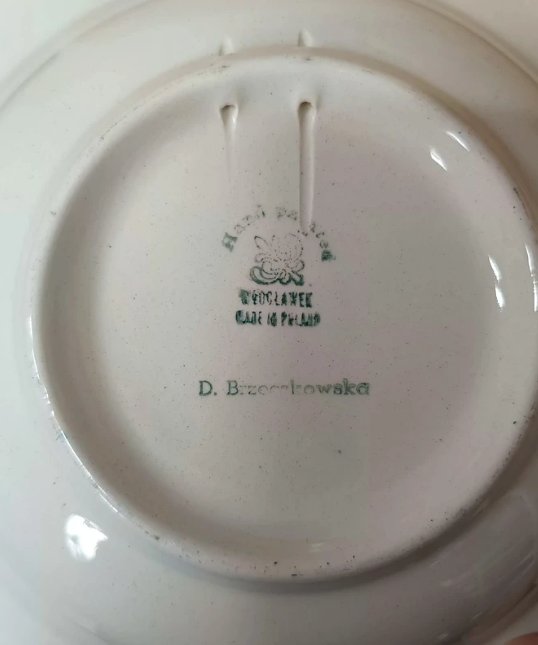 Hand painted
WŁOCŁAWEK
MADE IN POLAND
D.